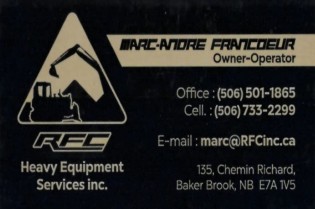 MARC-ANDRE FRANCOEUR
Owner-Operator
Office : (506) 501-1865
Cell. : (506) 733-2299
E-mail : marc@RFCinc.ca
135, Chemin Richard,
Baker Brook, NB E7A 1V5
RFC
Heavy Equipment
Services inc.